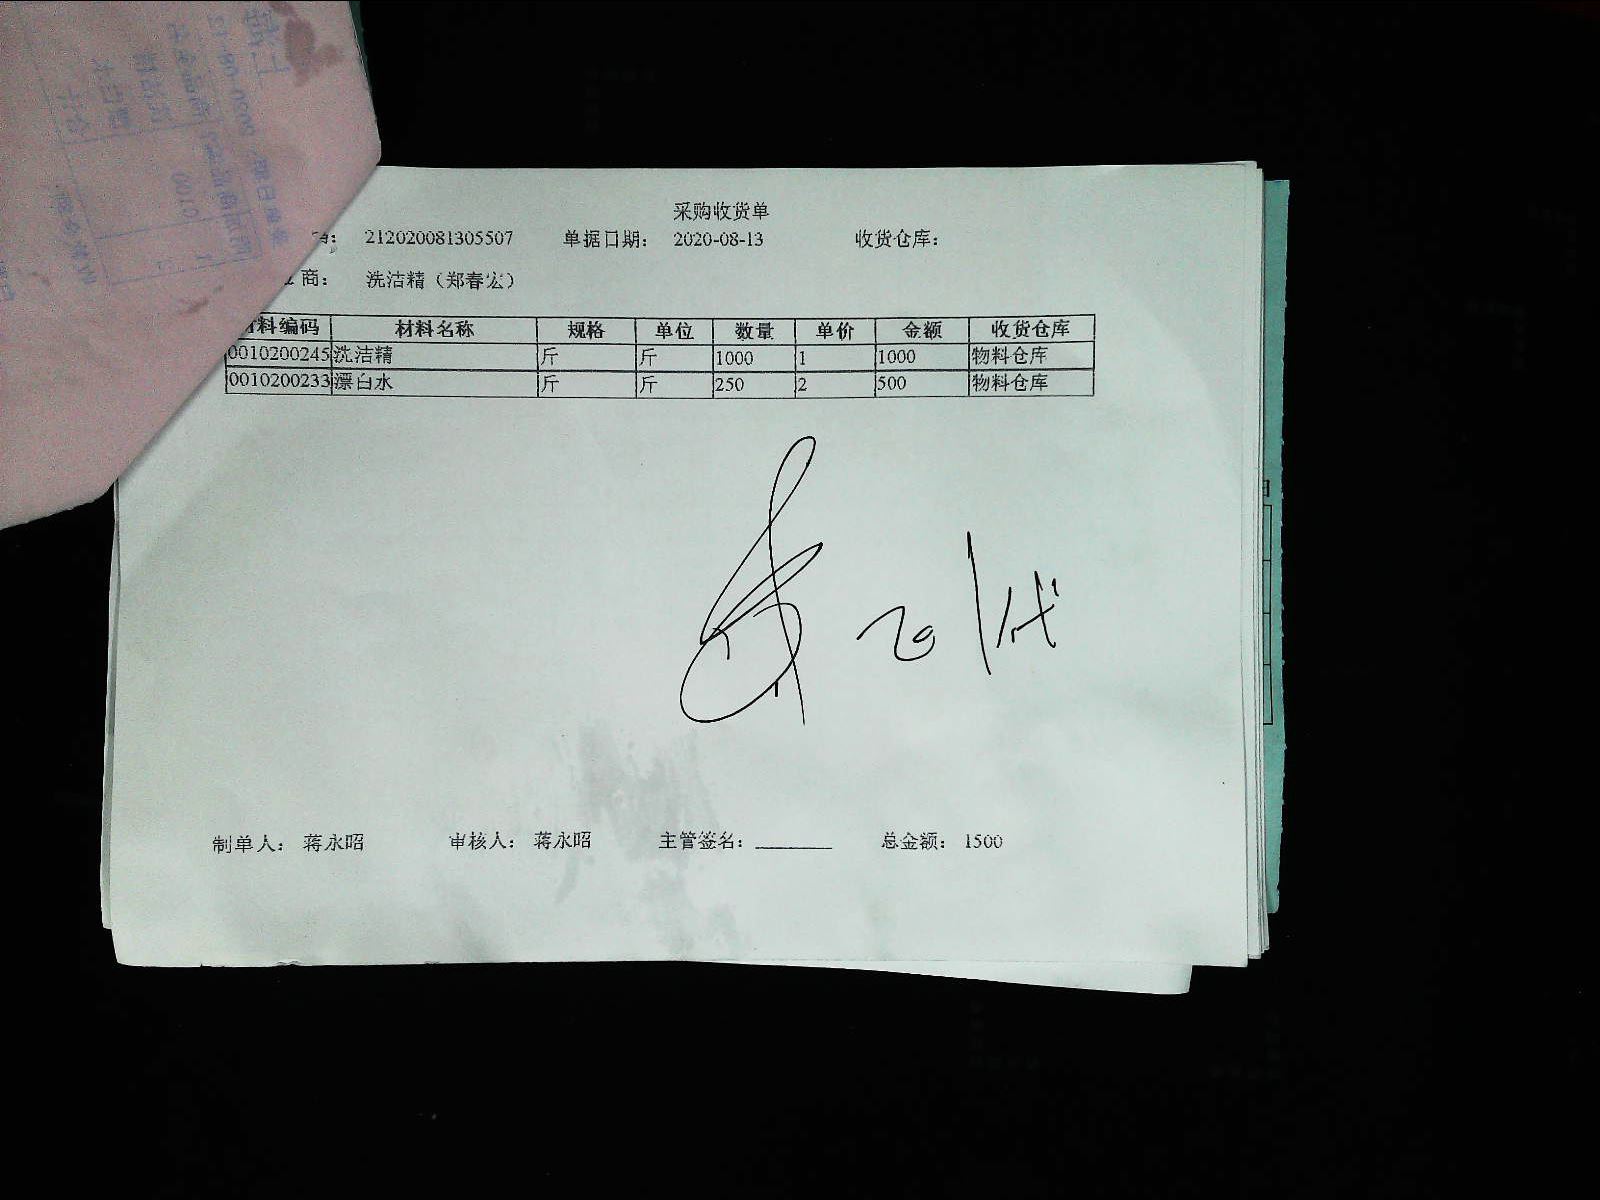 采购收货单
码： 212020081305507 单据日期： 2020-08-13 收货仓库：
商： 洗洁精（郑春宏）
材料编码 材料名称 规格 单位 数量 单价 金额 收货仓库
0010200245 洗洁精 斤 斤 1000 1 1000 物料仓库
0010200233 漂白水 斤 斤 250 2 500 物料仓库
制单人： 蒋永昭 审核人： 蒋永昭 主管签名：________ 总金额： 1500